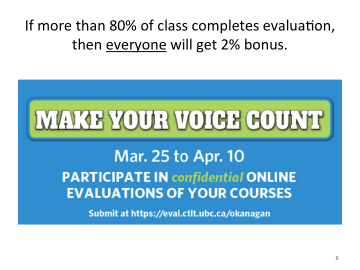 If more than 80% of class completes evaluation,
then everyone will get 2% bonus.
MAKE YOUR VOICE COUNT
Mar. 25 to Apr. 10
PARTICIPATE IN confidential ONLINE
EVALUATIONS OF YOUR COURSES
Submit at https://eval.ctlt.ubc.ca/okanagan
8